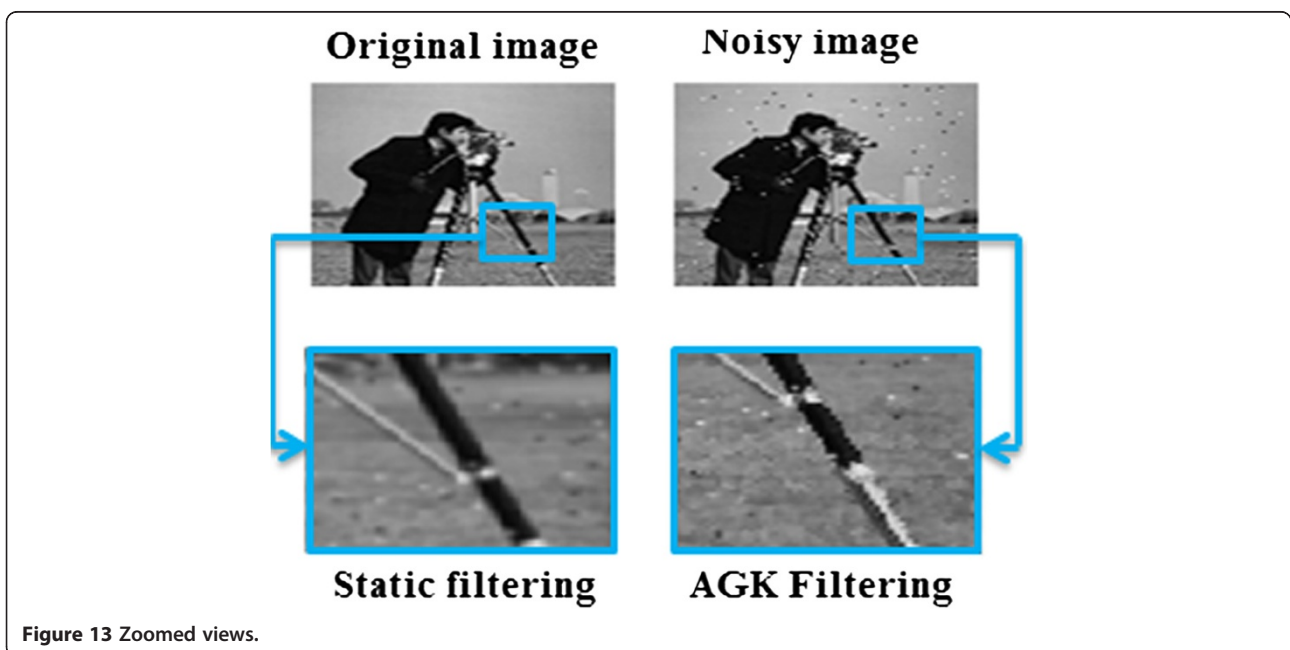 Original image
Noisy image
Static filtering
AGK Filtering
Figure 13 Zoomed views.